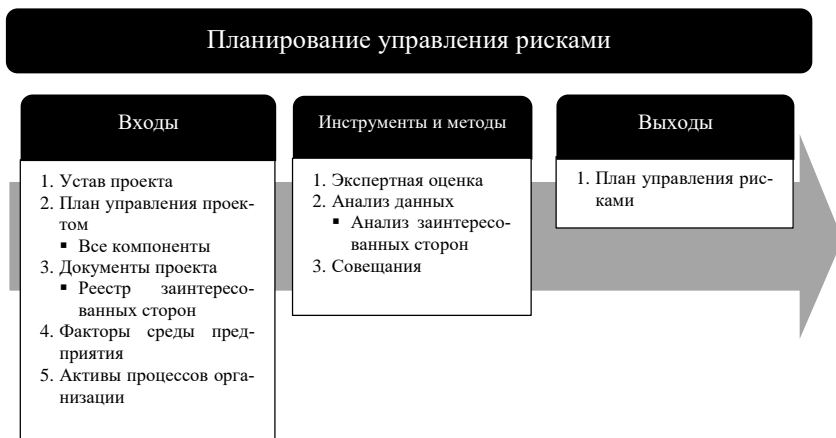 Планирование управления рисками
Входы
1. Устав проекта
2. План управления проек-
том
▪ Все компоненты
3. Документы проекта
▪ Реестр заинтересо-
ванных сторон
4. Факторы среды пред-
приятия
5. Активы процессов орга-
низации
Инструменты и методы
1. Экспертная оценка
2. Анализ данных
▪ Анализ заинтересо-
ванных сторон
3. Совещания
Выходы
1. План управления рис-
ками